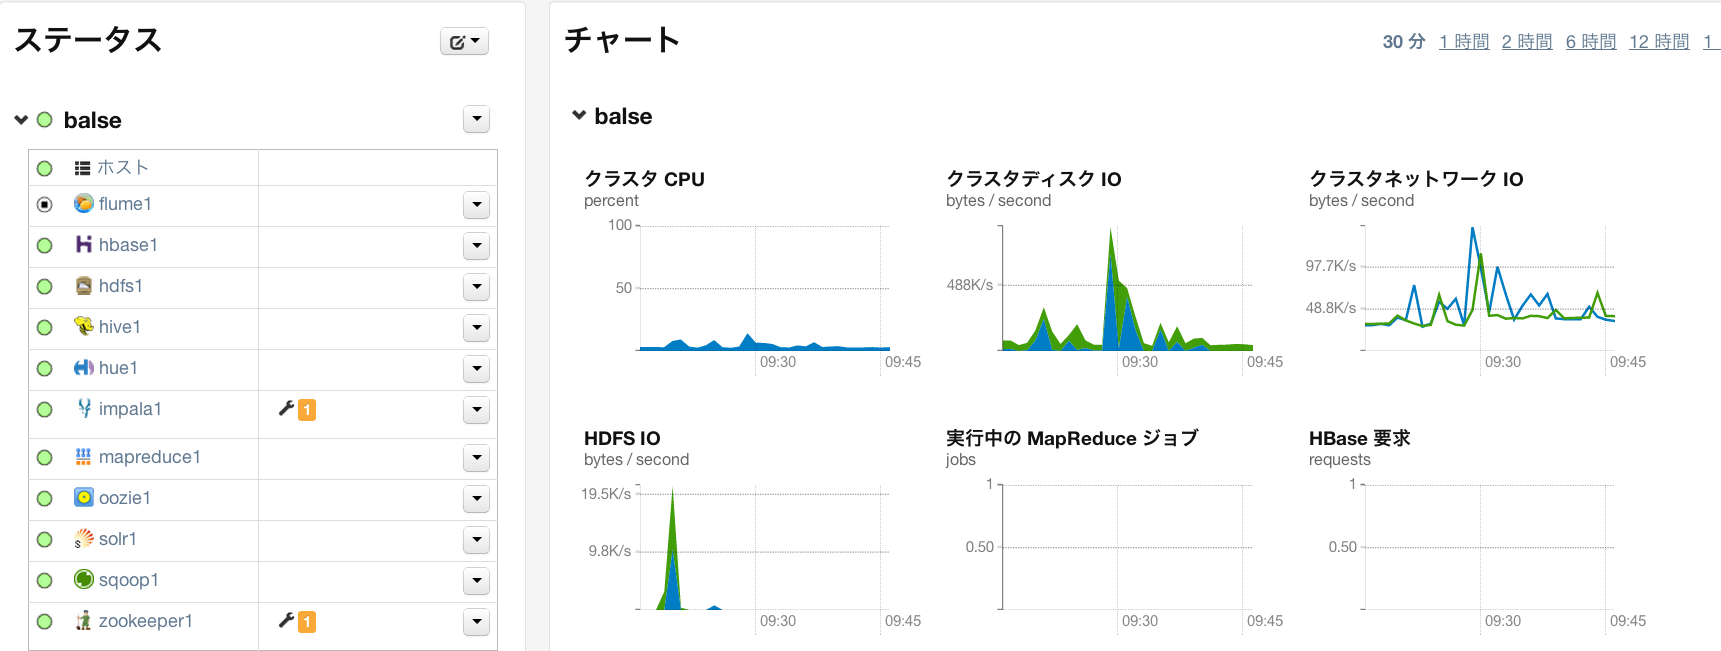 ステータス
balse
ホスト
flume1
hbase1
hdfs1
hive1
hue1
impala1 1
mapreduce1
oozie1
solr1
sqoop1
zookeeper1 1
チャート
30 分 1 時間 2 時間 6 時間 12 時間 1
balse
クラスタ CPU
percent
100
50
09:30 09:45
クラスタディスク IO
bytes / second
488K/s
09:30 09:45
クラスタネットワーク IO
bytes / second
97.7K/s
48.8K/s
09:30 09:45
HDFS IO
bytes / second
19.5K/s
9.8K/s
09:30 09:45
実行中の MapReduce ジョブ
jobs
1
0.50
09:30 09:45
HBase 要求
requests
1
0.50
09:30 09:45